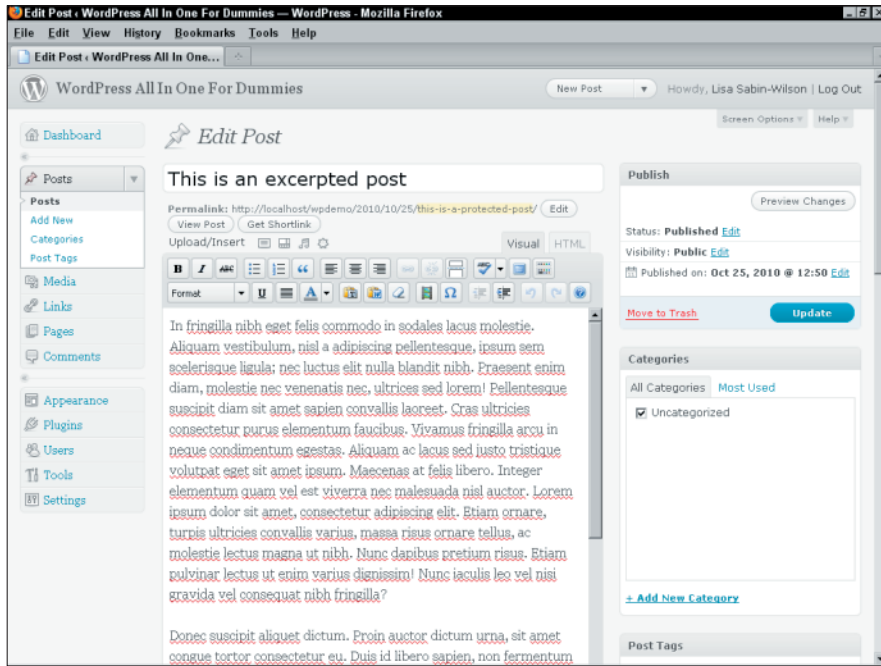 Edit Post ‹ WordPress All In One For Dummies — WordPress - Mozilla Firefox
File Edit View History Bookmarks Tools Help
Edit Post ‹ WordPress All In One...
WordPress All In One For Dummies
New Post
Howdy, Lisa Sabin-Wilson | Log Out
Screen Options
Help
Dashboard
Posts
Posts
Add New
Categories
Post Tags
Media
Links
Pages
Comments
Appearance
Plugins
Users
Tools
Settings
Edit Post
This is an excerpted post
Permalink: http://localhost/wpdemo/2010/10/25/this-is-a-protected-post/ Edit
View Post Get Shortlink
Upload/Insert
Visual HTML
B I ABC
Format U A Ω
In fringilla nibh eget felis commodo in sodales lacus molestie.
Aliquam vestibulum, nisl a adipiscing pellentesque, ipsum sem
scelerisque ligula; nec luctus elit nulla blandit nibh. Praesent enim
diam, molestie nec venenatis nec, ultrices sed lorem! Pellentesque
suscipit diam sit amet sapien convallis laoreet. Cras ultricies
consectetur purus elementum faucibus. Vivamus fringilla arcu in
neque condimentum egestas. Aliquam ac lacus sed justo tristique
volutpat eget sit amet ipsum. Maecenas at felis libero. Integer
elementum quam vel est viverra nec malesuada nisl auctor. Lorem
ipsum dolor sit amet, consectetur adipiscing elit. Etiam ornare,
turpis ultricies convallis varius, massa risus ornare tellus, ac
molestie lectus magna ut nibh. Nunc dapibus pretium risus. Etiam
pulvinar lectus ut enim varius dignissim! Nunc iaculis leo vel nisi
gravida vel consequat nibh fringilla?
Donec suscipit aliquet dictum. Proin auctor dictum urna, sit amet
congue tortor consectetur eu. Duis id libero sapien, non fermentum
Publish
Preview Changes
Status: Published Edit
Visibility: Public Edit
Published on: Oct 25, 2010 @ 12:50 Edit
Move to Trash
Update
Categories
All Categories Most Used
Uncategorized
+ Add New Category
Post Tags